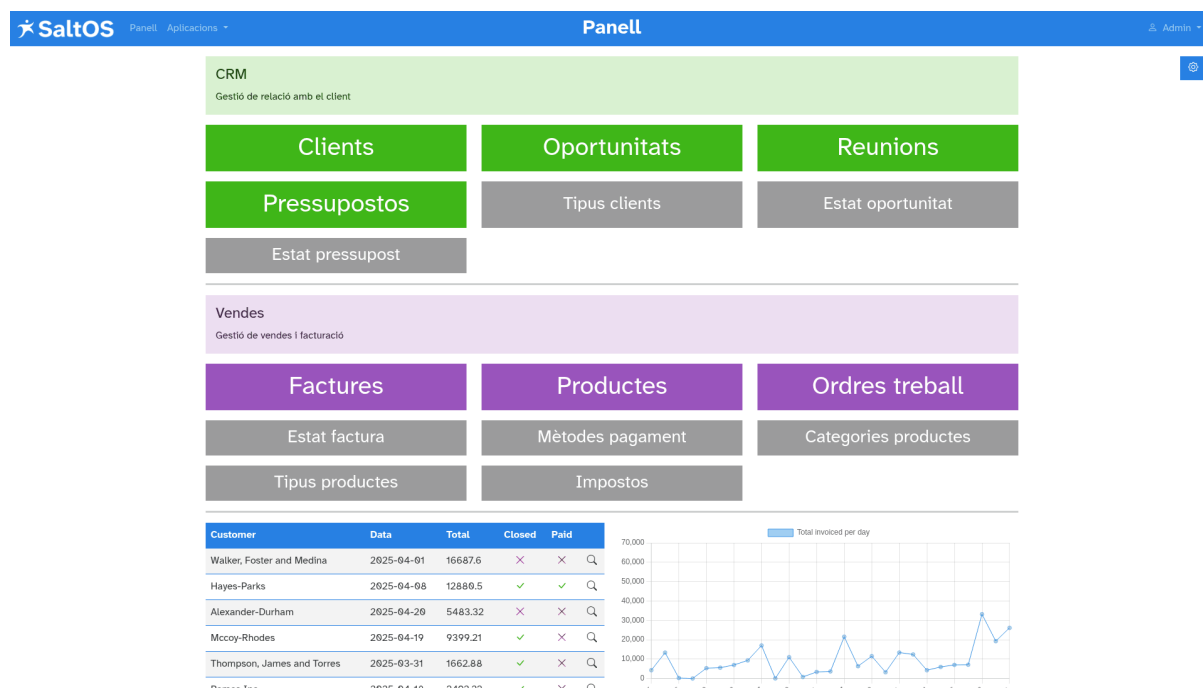 SaltOS Panell Aplicacions Panell Admin
CRM
Gestió de relació amb el client
Clients Oportunitats Reunions
Pressupostos Tipus clients Estat oportunitat
Estat pressupost
Vendes
Gestió de vendes i facturació
Factures Productes Ordres treball
Estat factura Mètodes pagament Categories productes
Tipus productes Impostos
Customer Data Total Closed Paid
Walker, Foster and Medina 2025-04-01 16687.6
Hayes-Parks 2025-04-08 12880.5
Alexander-Durham 2025-04-20 5483.32
Mccoy-Rhodes 2025-04-19 9399.21
Thompson, James and Torres 2025-03-31 1662.88
Total invoiced per day
70,000
60,000
50,000
40,000
30,000
20,000
10,000
0